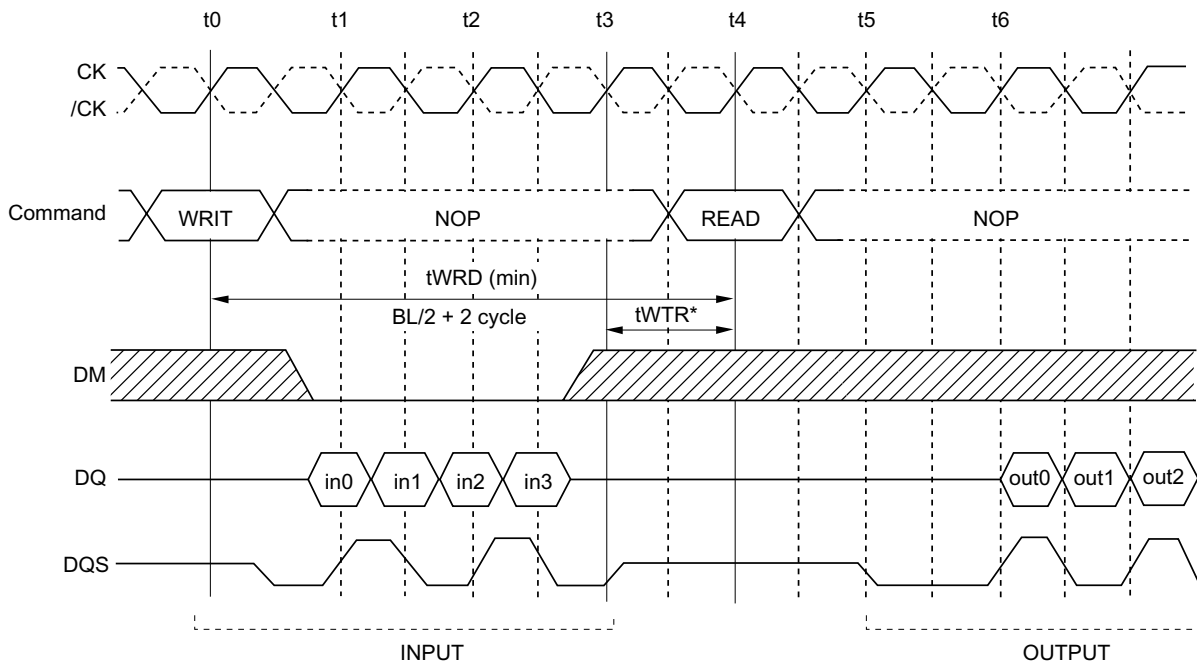 t0 t1 t2 t3 t4 t5 t6
CK
/CK
Command WRIT NOP READ NOP
tWRD (min)
BL/2 + 2 cycle tWTR*
DM
DQ in0 in1 in2 in3 out0 out1 out2
DQS
INPUT OUTPUT